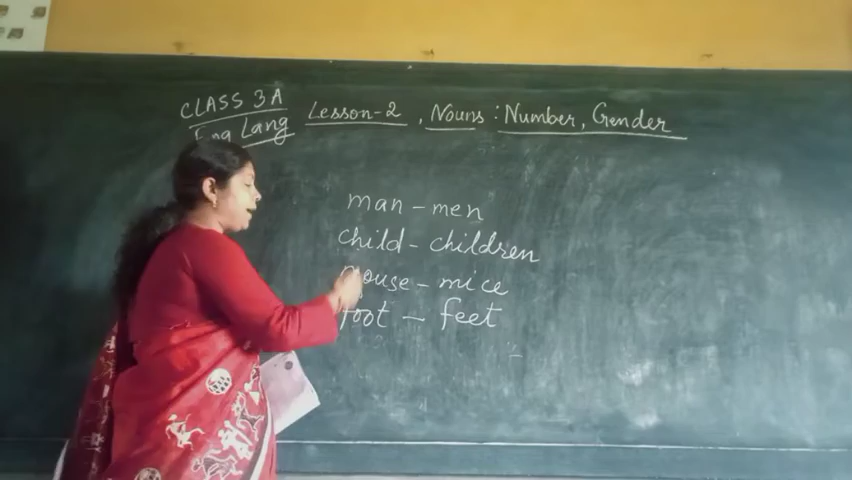 CLASS 3A
Eng Lang
Lesson-2, Nouns: Number, Gender
man - men
child - children
mouse - mice
foot - feet